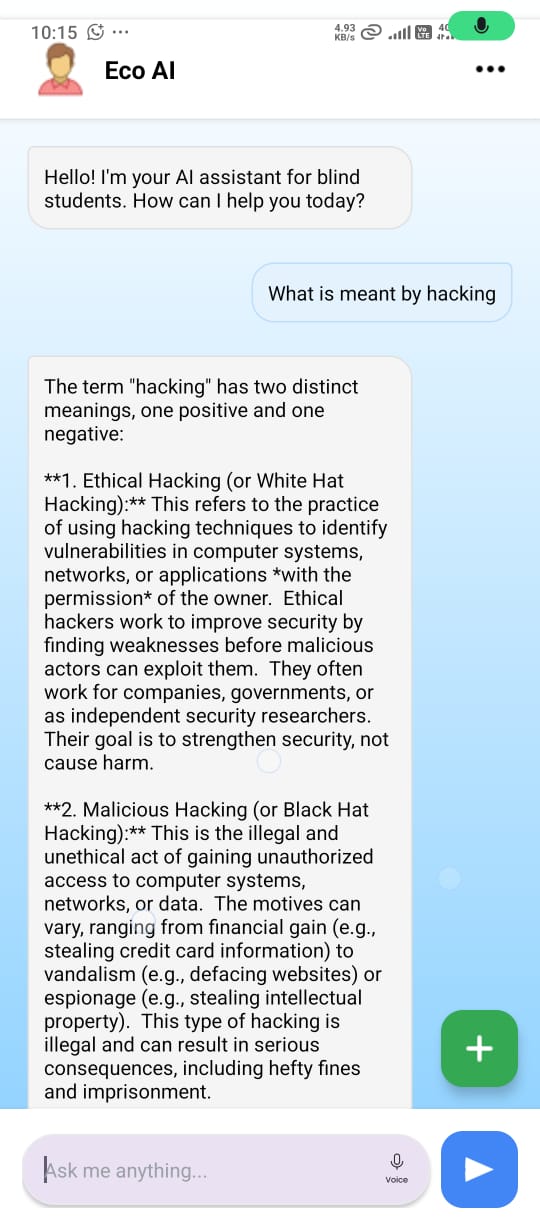 10:15
4.93
KB/s
Vo
LTE
4G
Eco AI
Hello! I'm your AI assistant for blind
students. How can I help you today?
What is meant by hacking
The term "hacking" has two distinct
meanings, one positive and one
negative:
**1. Ethical Hacking (or White Hat
Hacking):** This refers to the practice
of using hacking techniques to identify
vulnerabilities in computer systems,
networks, or applications *with the
permission* of the owner.  Ethical
hackers work to improve security by
finding weaknesses before malicious
actors can exploit them.  They often
work for companies, governments, or
as independent security researchers.
Their goal is to strengthen security, not
cause harm.
**2. Malicious Hacking (or Black Hat
Hacking):** This is the illegal and
unethical act of gaining unauthorized
access to computer systems,
networks, or data.  The motives can
vary, ranging from financial gain (e.g.,
stealing credit card information) to
vandalism (e.g., defacing websites) or
espionage (e.g., stealing intellectual
property).  This type of hacking is
illegal and can result in serious
consequences, including hefty fines
and imprisonment.
Ask me anything...
Voice